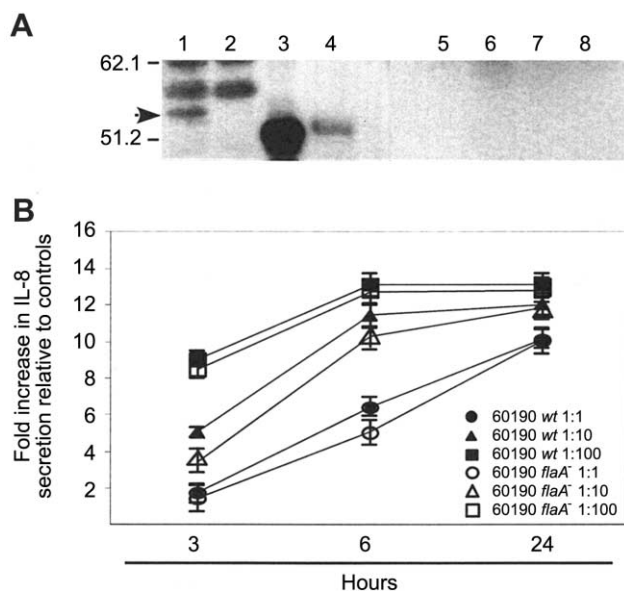 A
1 2 3 4 5 6 7 8
62.1
51.2
B
Fold increase in IL-8
secretion relative to controls
16
14
12
10
8
6
4
2
60190 wt 1:1
60190 wt 1:10
60190 wt 1:100
60190 flaA⁻ 1:1
60190 flaA⁻ 1:10
60190 flaA⁻ 1:100
3 6 24
Hours